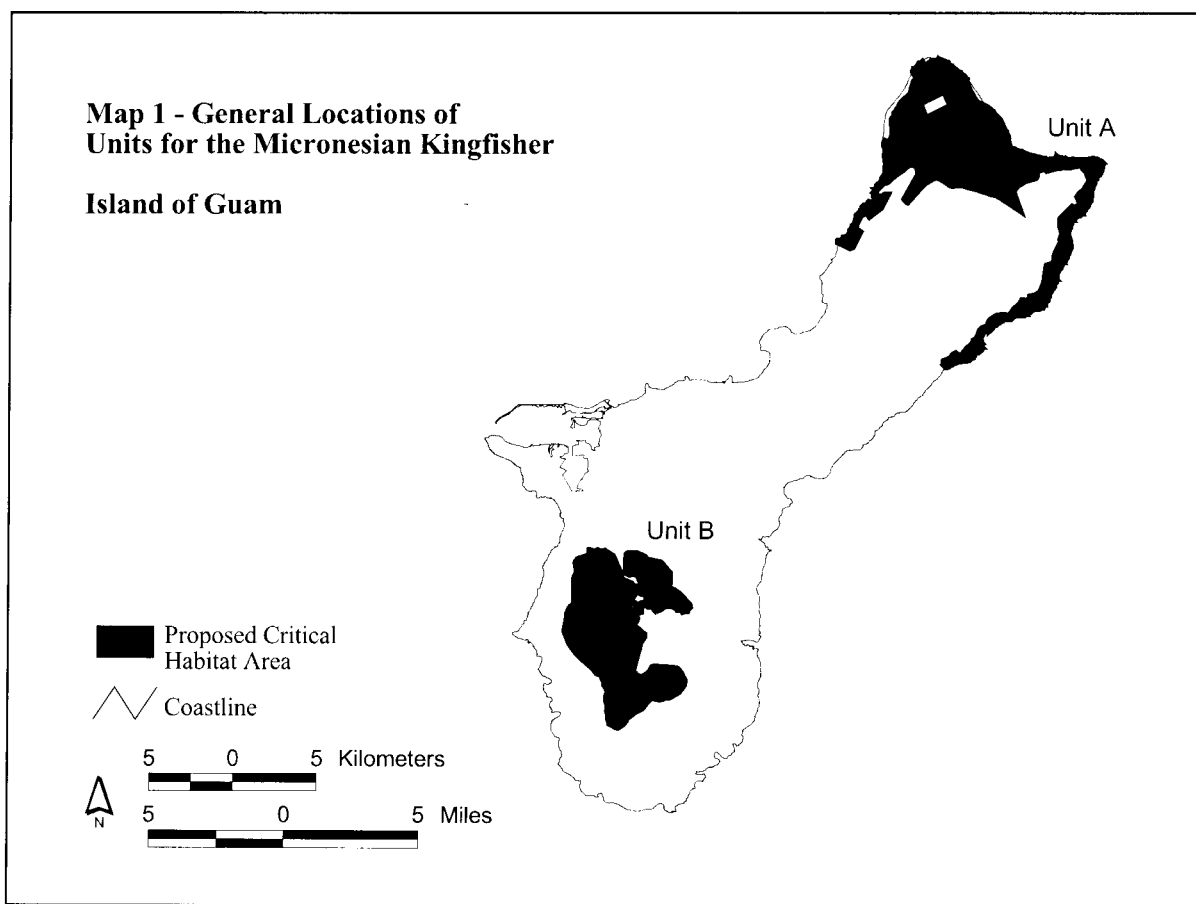 Map 1 - General Locations of
Units for the Micronesian Kingfisher
Island of Guam
Unit A
Unit B
Proposed Critical
Habitat Area
Coastline
5 0 5 Kilometers
5 0 5 Miles
N